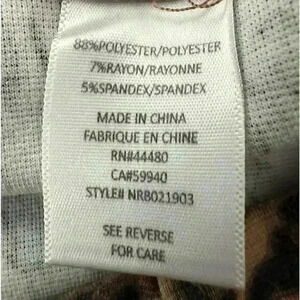 88%POLYESTER/POLYESTER
7%RAYON/RAYONNE
5%SPANDEX/SPANDEX
MADE IN CHINA
FABRIQUE EN CHINE
RN#44480
CA#59940
STYLE# NRB021903
SEE REVERSE
FOR CARE